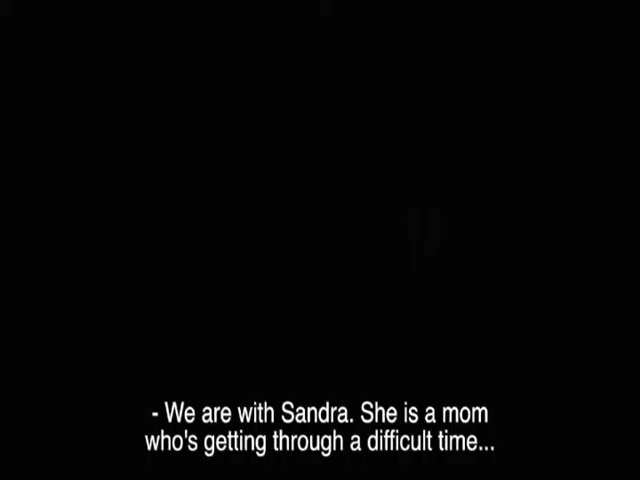 - We are with Sandra. She is a mom
who's getting through a difficult time...